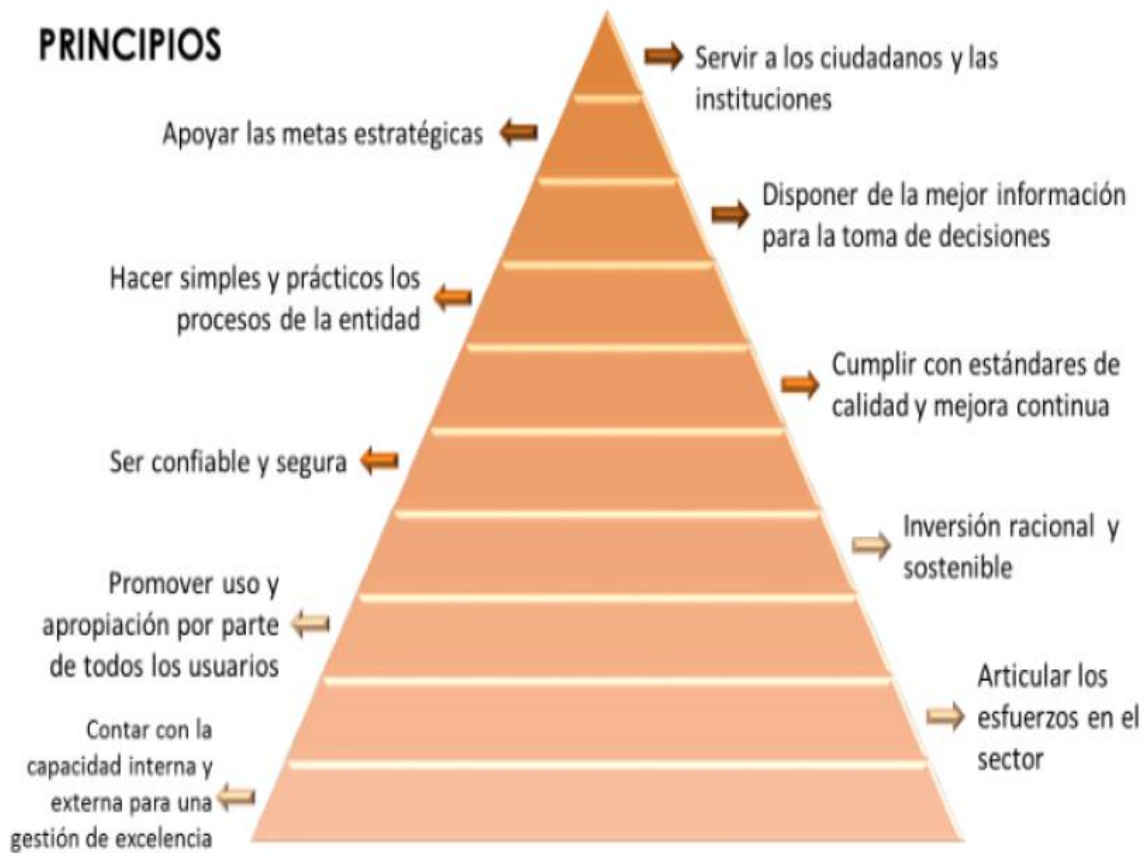 PRINCIPIOS
Servir a los ciudadanos y las
instituciones
Apoyar las metas estratégicas
Disponer de la mejor información
para la toma de decisiones
Hacer simples y prácticos los
procesos de la entidad
Cumplir con estándares de
calidad y mejora continua
Ser confiable y segura
Inversión racional y
sostenible
Promover uso y
apropiación por parte
de todos los usuarios
Articular los
esfuerzos en el
sector
Contar con la
capacidad interna y
externa para una
gestión de excelencia